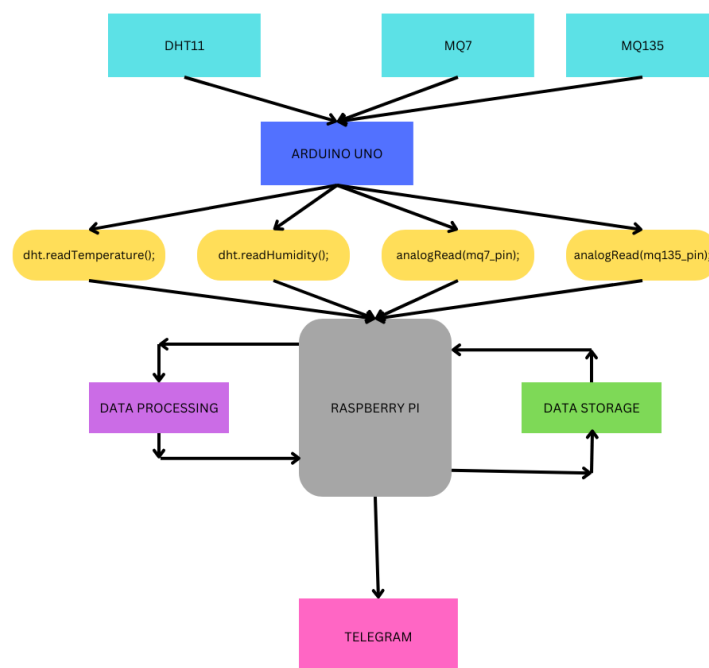 DHT11
MQ7
MQ135
ARDUINO UNO
dht.readTemperature();
dht.readHumidity();
analogRead(mq7_pin);
analogRead(mq135_pin);
DATA PROCESSING
RASPBERRY PI
DATA STORAGE
TELEGRAM